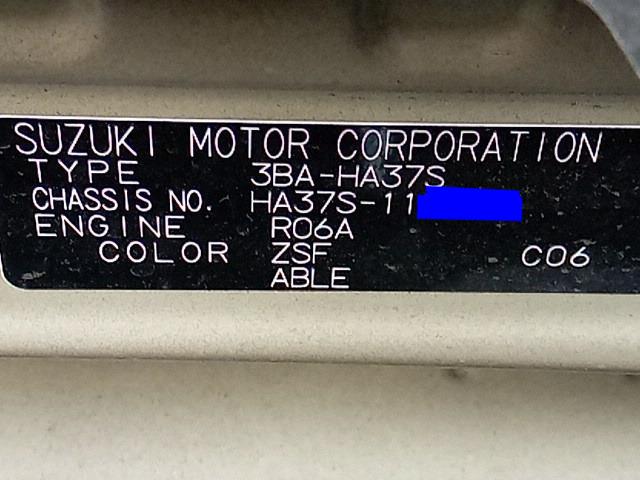 SUZUKI MOTOR CORPORATION
TYPE 3BA-HA37S
CHASSIS NO. HA37S-11
ENGINE R06A
COLOR ZSF C06
ABLE